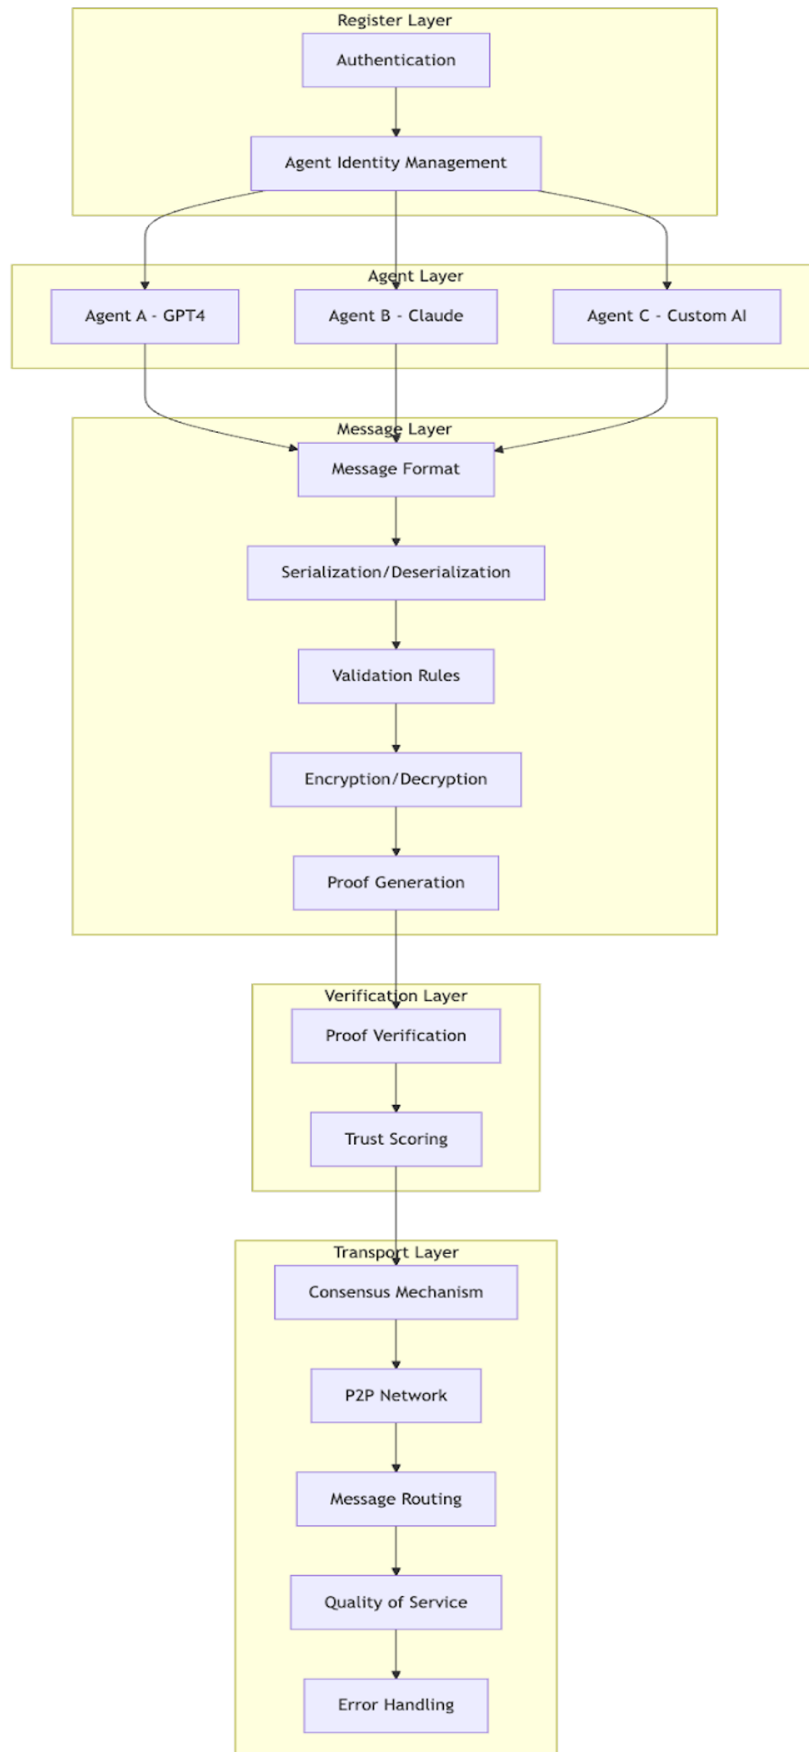 Register Layer
Authentication
Agent Identity Management
Agent Layer
Agent A - GPT4
Agent B - Claude
Agent C - Custom AI
Message Layer
Message Format
Serialization/Deserialization
Validation Rules
Encryption/Decryption
Proof Generation
Verification Layer
Proof Verification
Trust Scoring
Transport Layer
Consensus Mechanism
P2P Network
Message Routing
Quality of Service
Error Handling